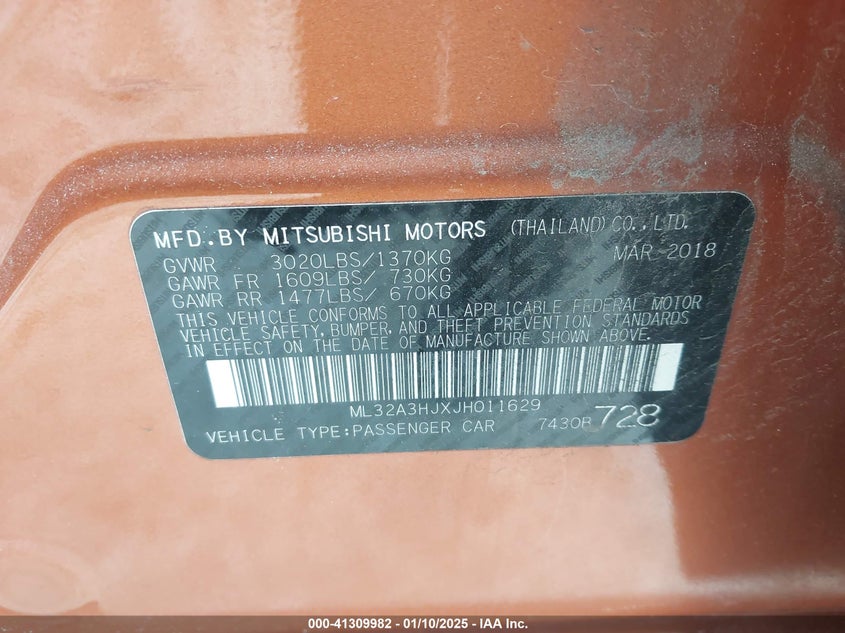 MFD. BY MITSUBISHI MOTORS (THAILAND) CO., LTD.
GVWR 3020LBS/1370KG MAR-2018
GAWR FR 1609LBS/ 730KG
GAWR RR 1477LBS/ 670KG
THIS VEHICLE CONFORMS TO ALL APPLICABLE FEDERAL MOTOR
VEHICLE SAFETY, BUMPER, AND THEFT PREVENTION STANDARDS
IN EFFECT ON THE DATE OF MANUFACTURE SHOWN ABOVE.
ML32A3HJXJH011629
VEHICLE TYPE:PASSENGER CAR 7430B 728
000-41309982 - 01/10/2025 - IAA Inc.